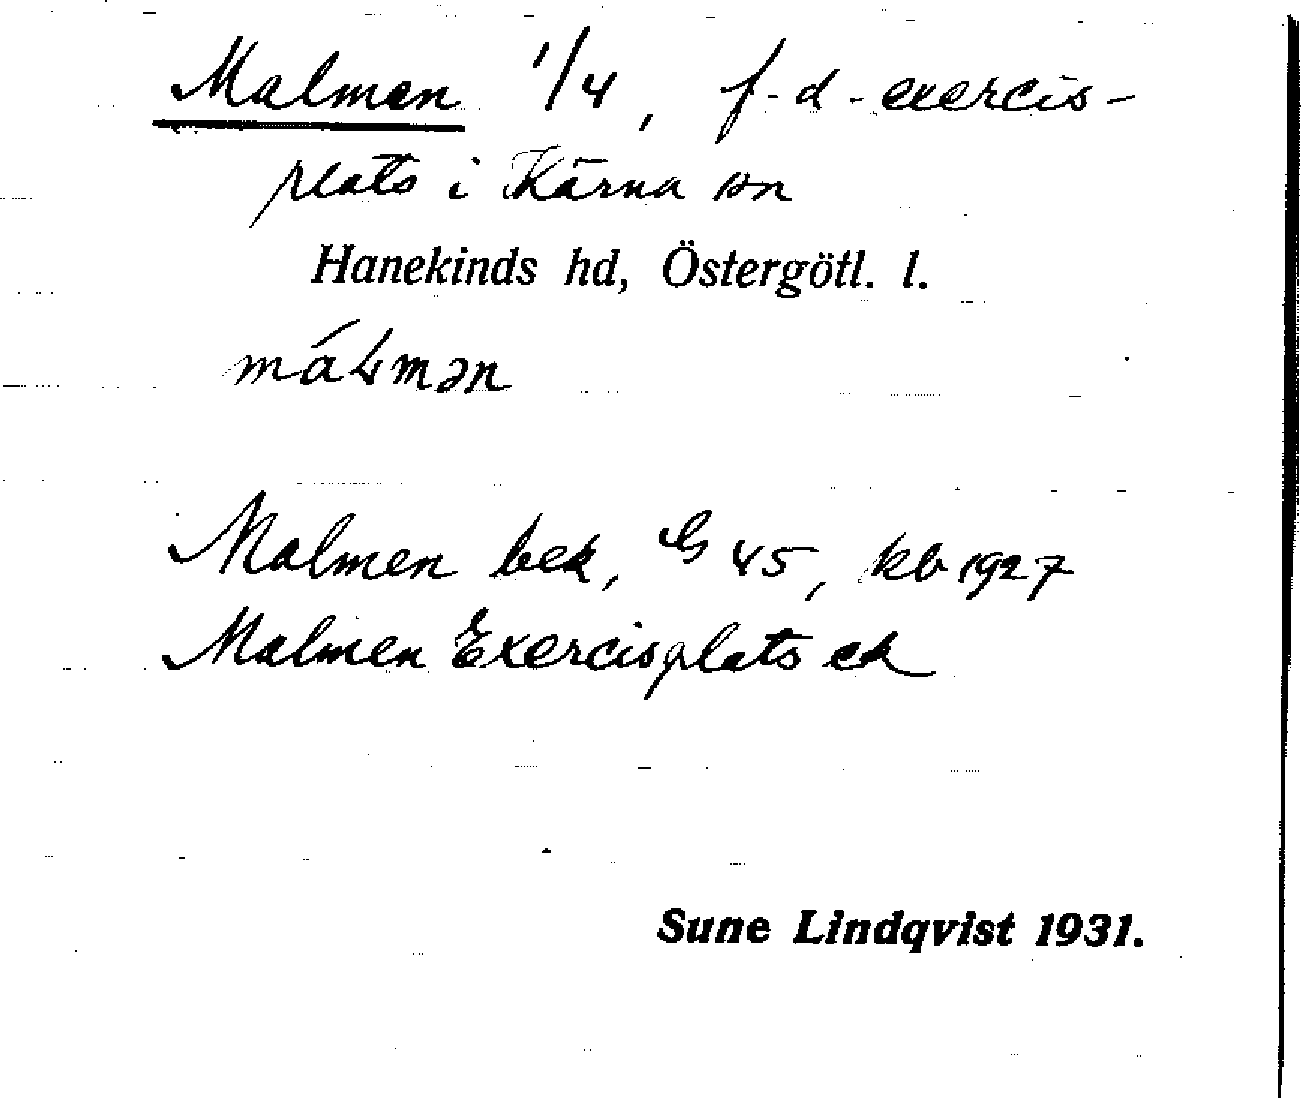 Malmen 1/4, f.d. exercis-
plats i Kärna sn
Hanekinds hd, Östergötl. l.
Malmen bek, G 45, kb 1927
Malmen Exercisplats ek
Sune Lindqvist 1931.